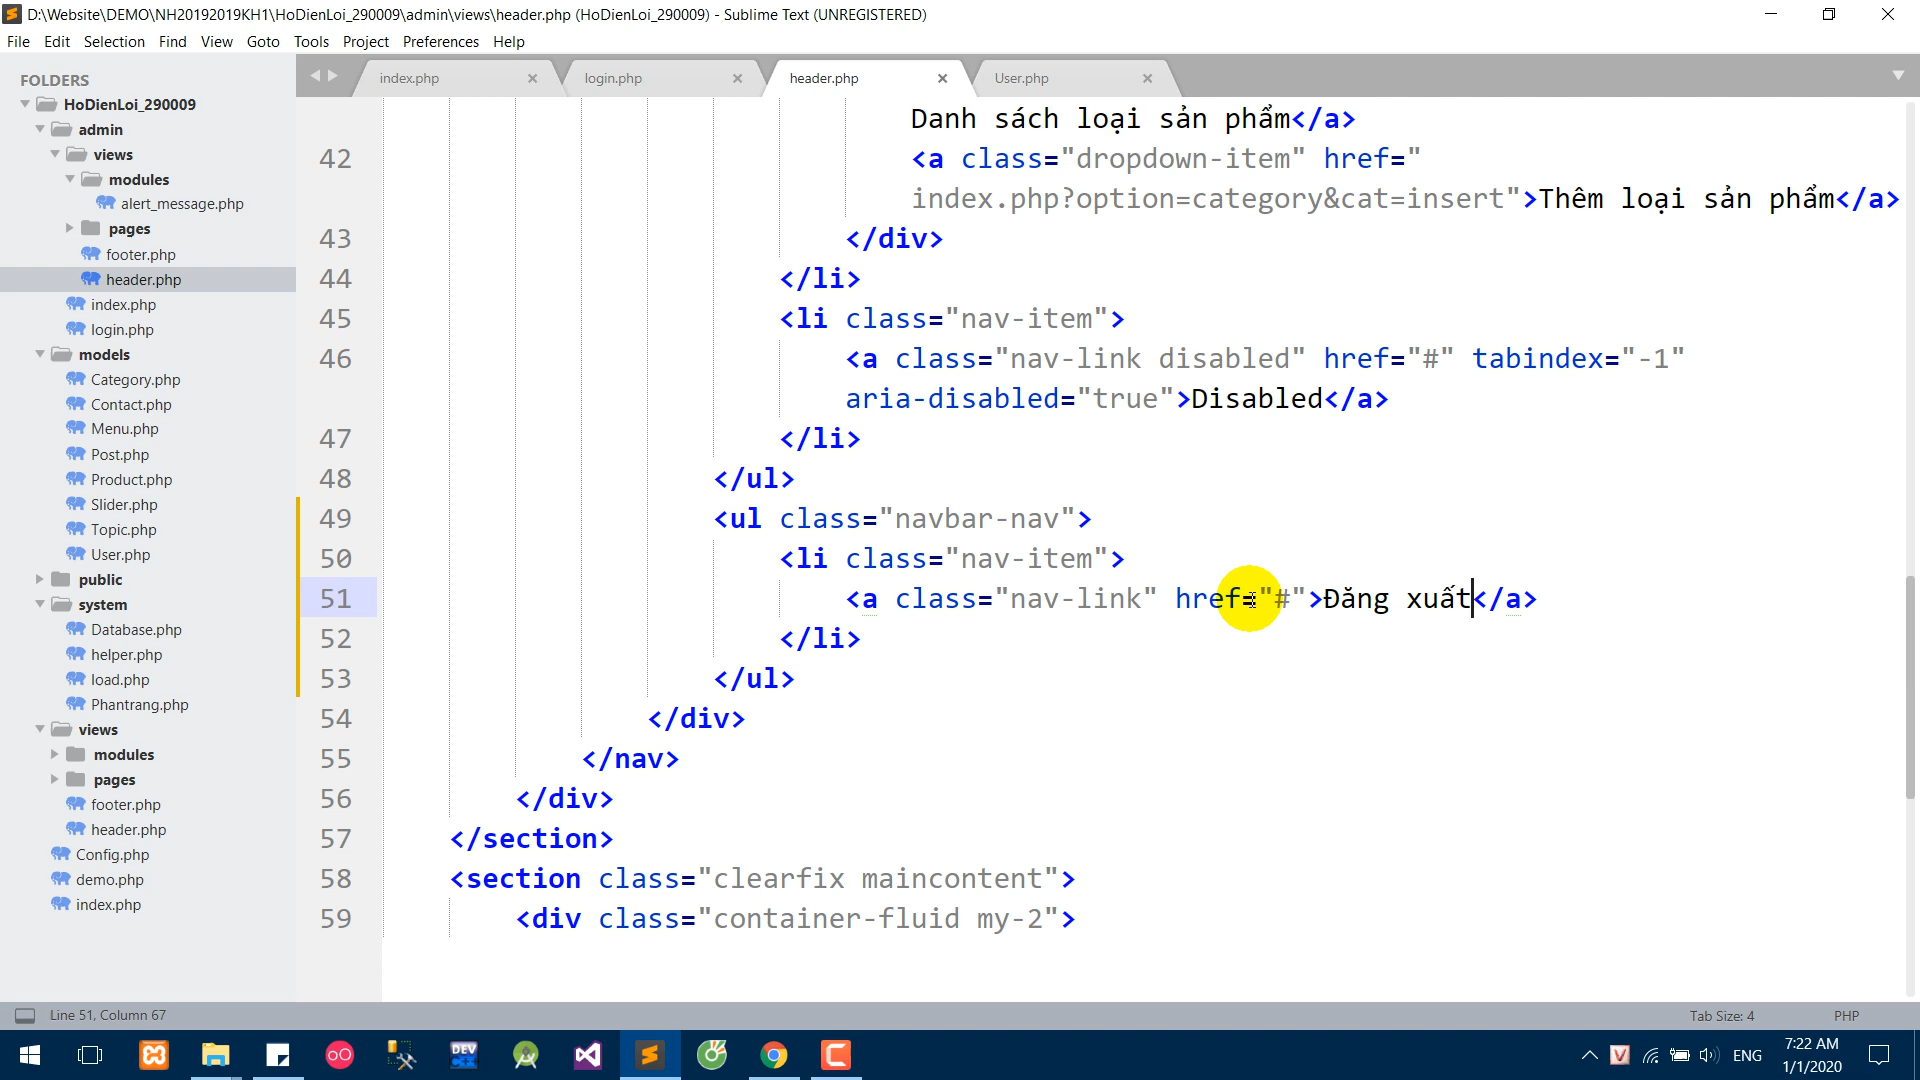 D:\Website\DEMO\NH20192019KH1\HoDienLoi_290009\admin\views\header.php (HoDienLoi_290009) - Sublime Text (UNREGISTERED)
File Edit Selection Find View Goto Tools Project Preferences Help
FOLDERS
HoDienLoi_290009
admin
views
modules
alert_message.php
pages
footer.php
header.php
index.php
login.php
models
Category.php
Contact.php
Menu.php
Post.php
Product.php
Slider.php
Topic.php
User.php
public
system
Database.php
helper.php
load.php
Phantrang.php
views
modules
pages
footer.php
header.php
Config.php
demo.php
index.php
index.php × login.php × header.php × User.php ×
Danh sách loại sản phẩm</a>
42 <a class="dropdown-item" href="
index.php?option=category&cat=insert">Thêm loại sản phẩm</a>
43 </div>
44 </li>
45 <li class="nav-item">
46 <a class="nav-link disabled" href="#" tabindex="-1"
aria-disabled="true">Disabled</a>
47 </li>
48 </ul>
49 <ul class="navbar-nav">
50 <li class="nav-item">
51 <a class="nav-link" href="#">Đăng xuất</a>
52 </li>
53 </ul>
54 </div>
55 </nav>
56 </div>
57 </section>
58 <section class="clearfix maincontent">
59 <div class="container-fluid my-2">
Line 51, Column 67
Tab Size: 4 PHP
DEV
ENG
7:22 AM
1/1/2020